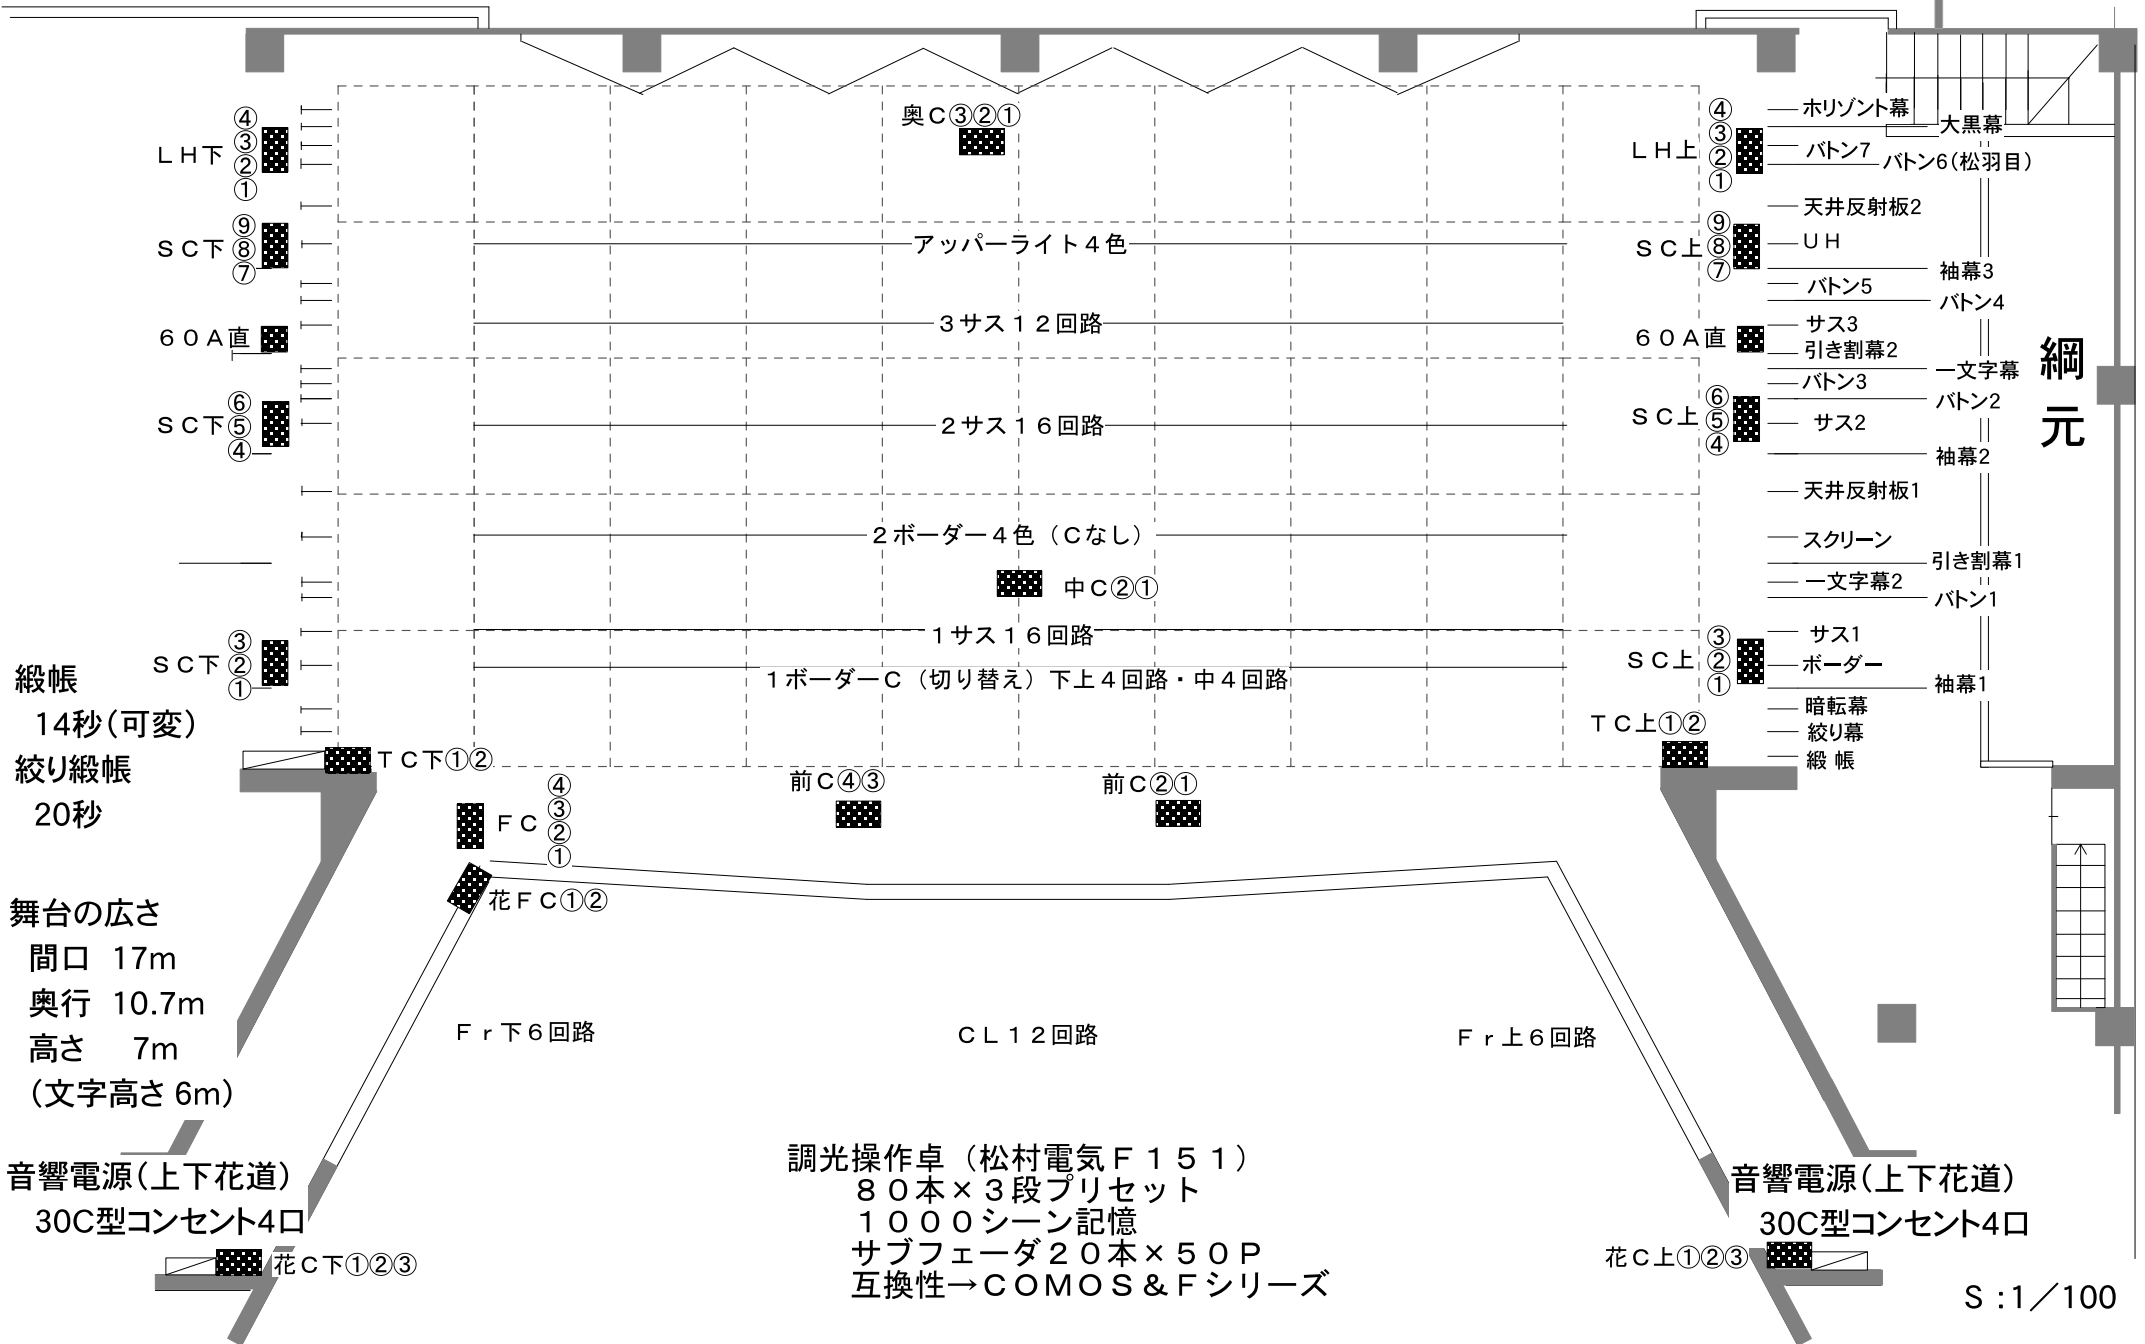 奥C③②①
LH下
④
③
②
①
LH上
④
③
②
①
ホリゾント幕
大黒幕
バトン7
バトン6(松羽目)
天井反射板2
SC下
⑨
⑧
⑦
アッパーライト4色
SC上
⑨
⑧
⑦
UH
袖幕3
バトン5
バトン4
60A直
3サス12回路
60A直
サス3
引き割幕2
一文字幕
バトン3
バトン2
綱
元
SC下
⑥
⑤
④
2サス16回路
SC上
⑥
⑤
④
サス2
袖幕2
天井反射板1
2ボーダー4色(Cなし)
スクリーン
引き割幕1
中C②①
一文字幕2
バトン1
1サス16回路
サス1
SC下
③
②
①
1ボーダーC(切り替え)下上4回路・中4回路
SC上
③
②
①
ボーダー
袖幕1
暗転幕
絞り幕
緞帳
緞帳
14秒(可変)
絞り緞帳
20秒
TC下①②
TC上①②
前C④③
前C②①
FC
④
③
②
①
花FC①②
舞台の広さ
間口 17m
奥行 10.7m
高さ 7m
(文字高さ 6m)
Fr下6回路
CL12回路
Fr上6回路
音響電源(上下花道)
30C型コンセント4口
花C下①②③
調光操作卓(松村電気F151)
80本×3段プリセット
1000シーン記憶
サブフェーダ20本×50P
互換性→COMOS&Fシリーズ
音響電源(上下花道)
30C型コンセント4口
花C上①②③
S:1/100